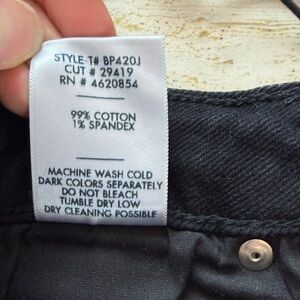 STYLE T# BP420J
CUT # 29419
RN # 4620854
99% COTTON
1% SPANDEX
MACHINE WASH COLD
DARK COLORS SEPARATELY
DO NOT BLEACH
TUMBLE DRY LOW
DRY CLEANING POSSIBLE